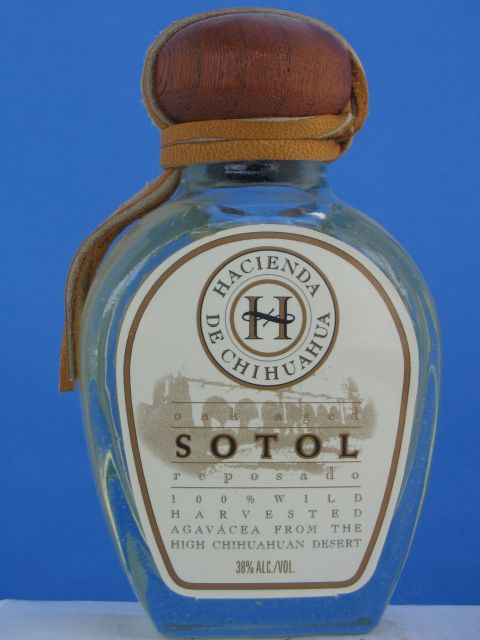 HACIENDA
DE CHIHUAHUA
H
oak aged
SOTOL
reposado
100% WILD
HARVESTED
AGAVÁCEA FROM THE
HIGH CHIHUAHUAN DESERT
38% ALC./VOL.